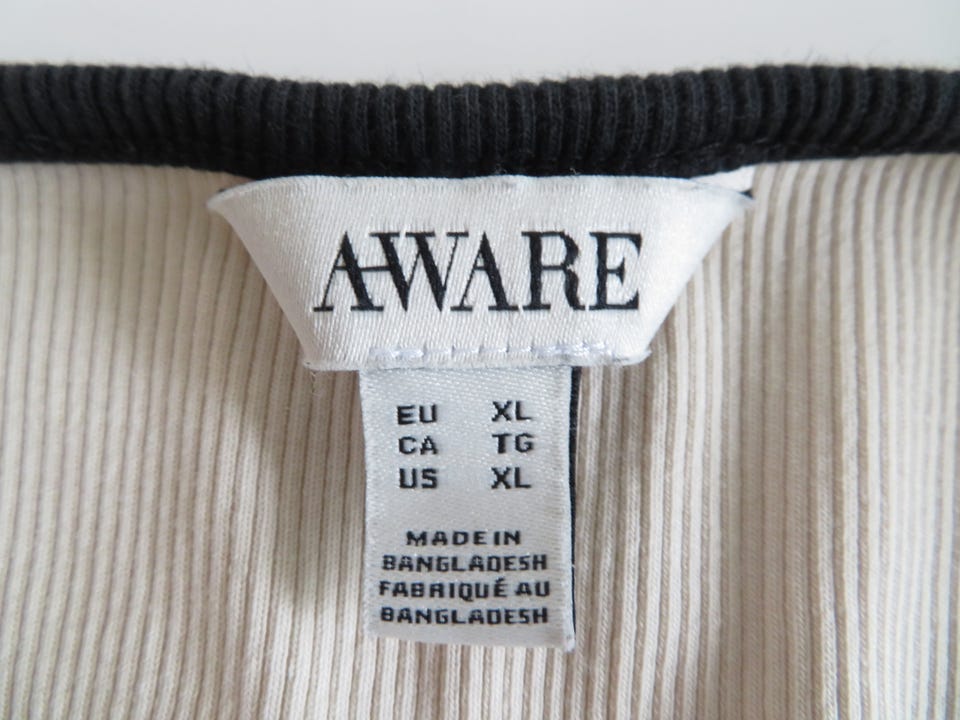 AWARE
EU XL
CA TG
US XL
MADE IN
BANGLADESH
FABRIQUÉ AU
BANGLADESH